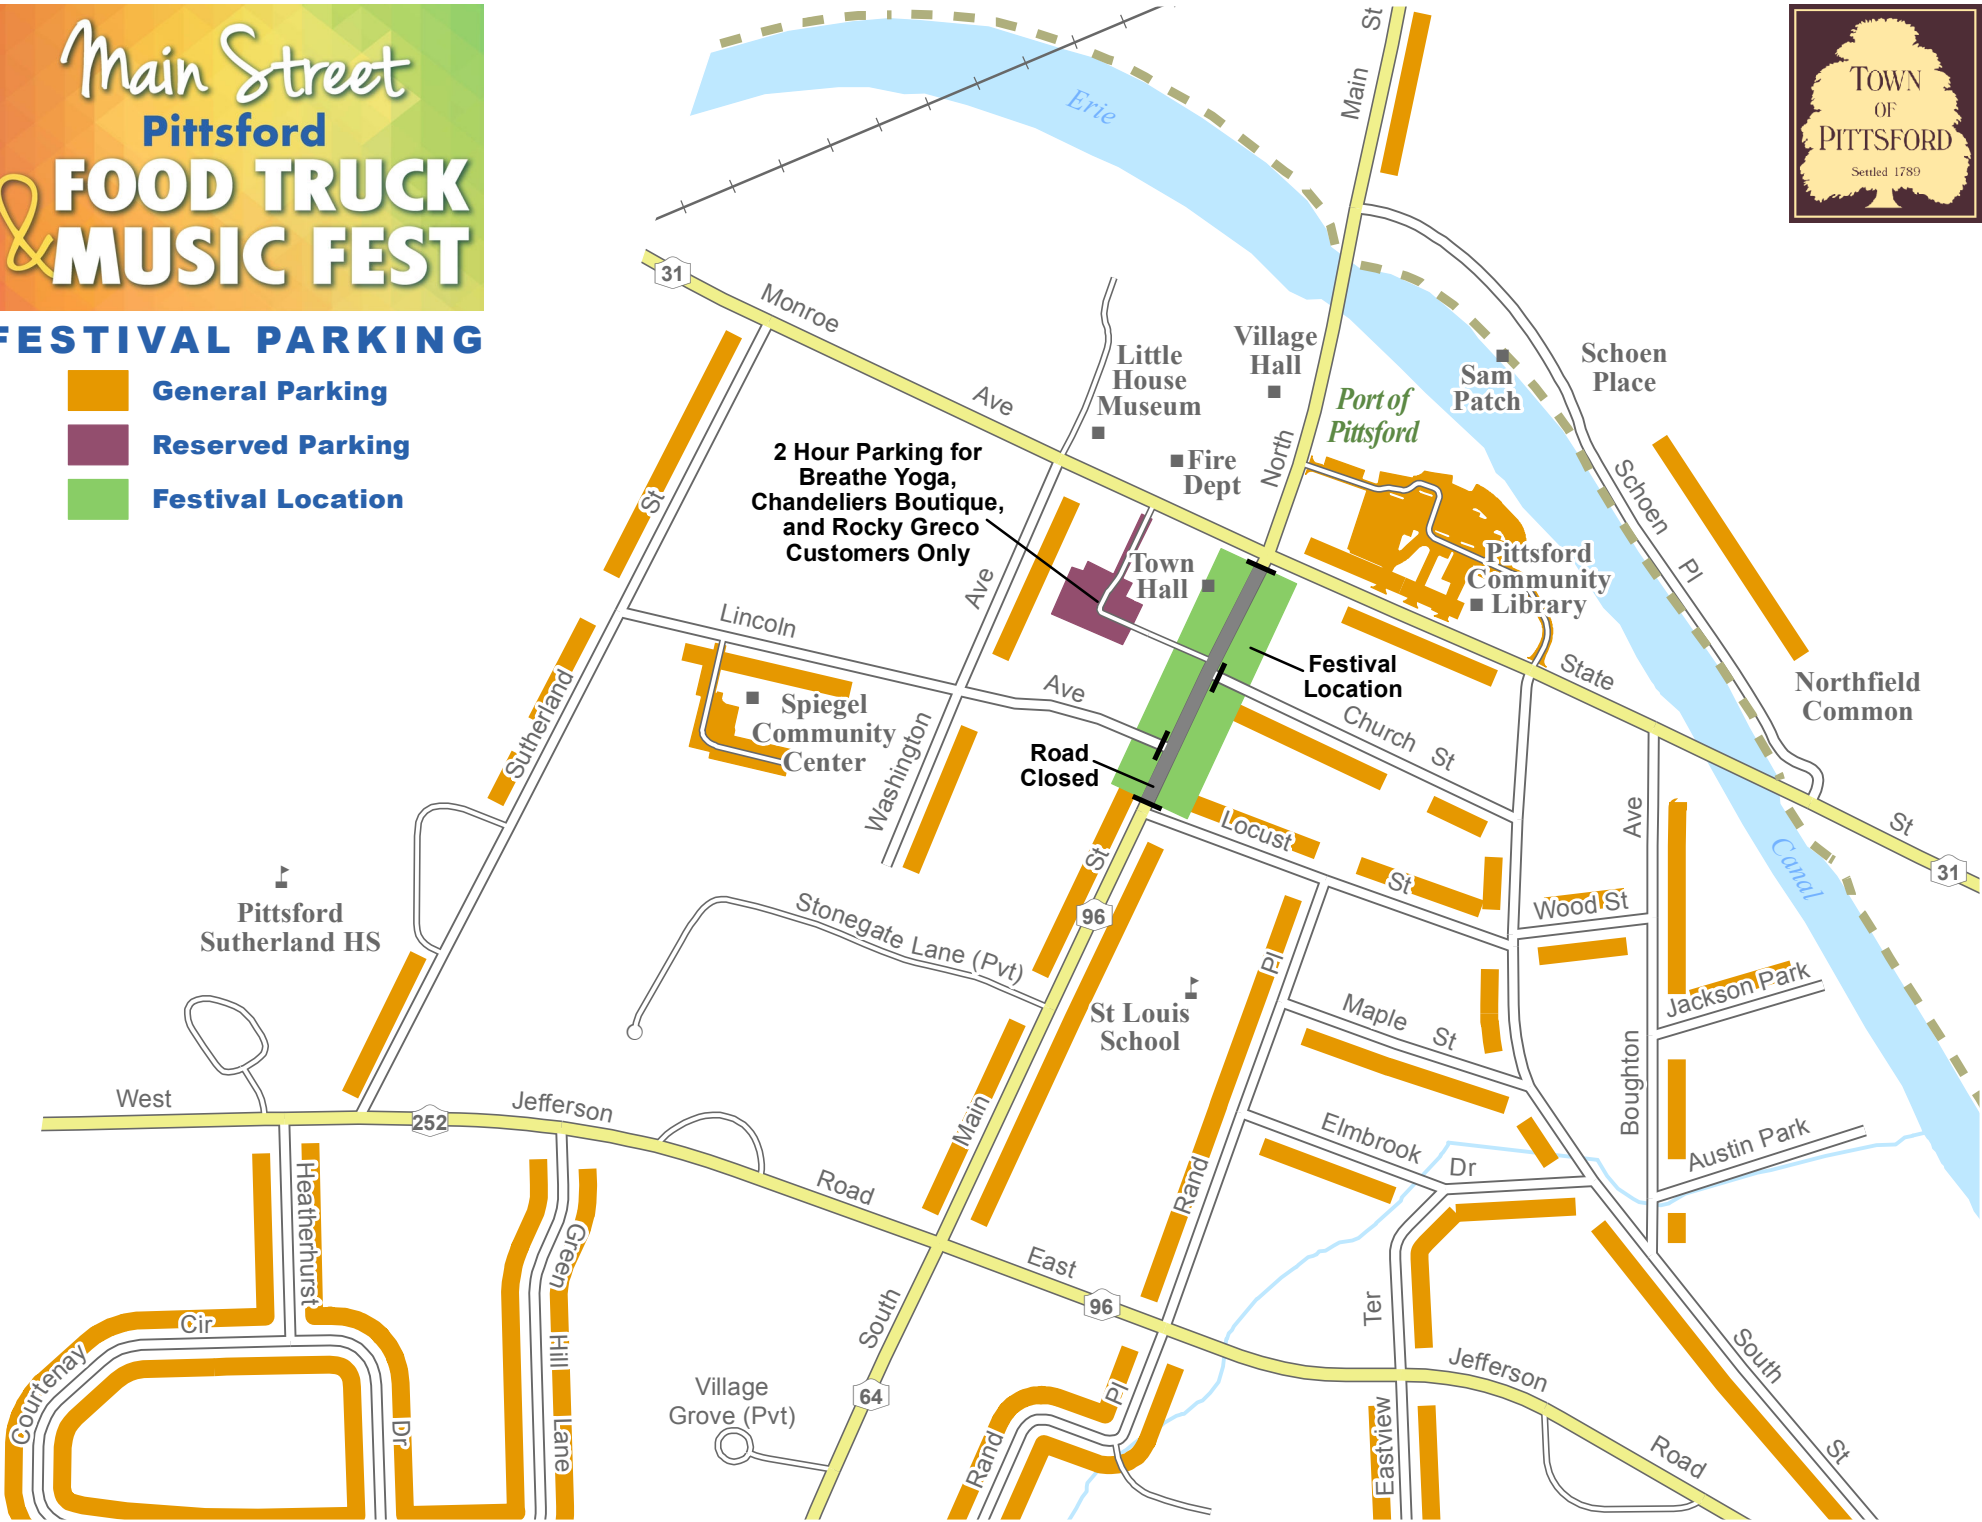 Main Street
Pittsford
FOOD TRUCK
& MUSIC FEST
FESTIVAL PARKING
General Parking
Reserved Parking
Festival Location
TOWN
OF
PITTSFORD
Settled 1789
Main
St
Erie
31
Monroe
Ave
Little
House
Museum
Village
Hall
Port of
Pittsford
Sam
Patch
Schoen
Place
Fire
Dept
North
Schoen
Pl
2 Hour Parking for
Breathe Yoga,
Chandeliers Boutique,
and Rocky Greco
Customers Only
St
Ave
Town
Hall
Pittsford
Community
Library
Lincoln
Ave
Festival
Location
State
Northfield
Common
Sutherland
Spiegel
Community
Center
Washington
Church
St
Road
Closed
Locust
St
Ave
St
31
Canal
St
96
Wood St
Pittsford
Sutherland HS
Stonegate Lane (Pvt)
Pl
St Louis
School
Maple
St
Jackson Park
Boughton
West
252
Jefferson
Main
Elmbrook
Dr
Austin Park
Road
Rand
Heatherhurst
Green
East
96
South
Ter
South
Cir
Courtenay
Hill
Jefferson
Village
Grove (Pvt)
64
Pl
Dr
Lane
Rand
Eastview
Road
St